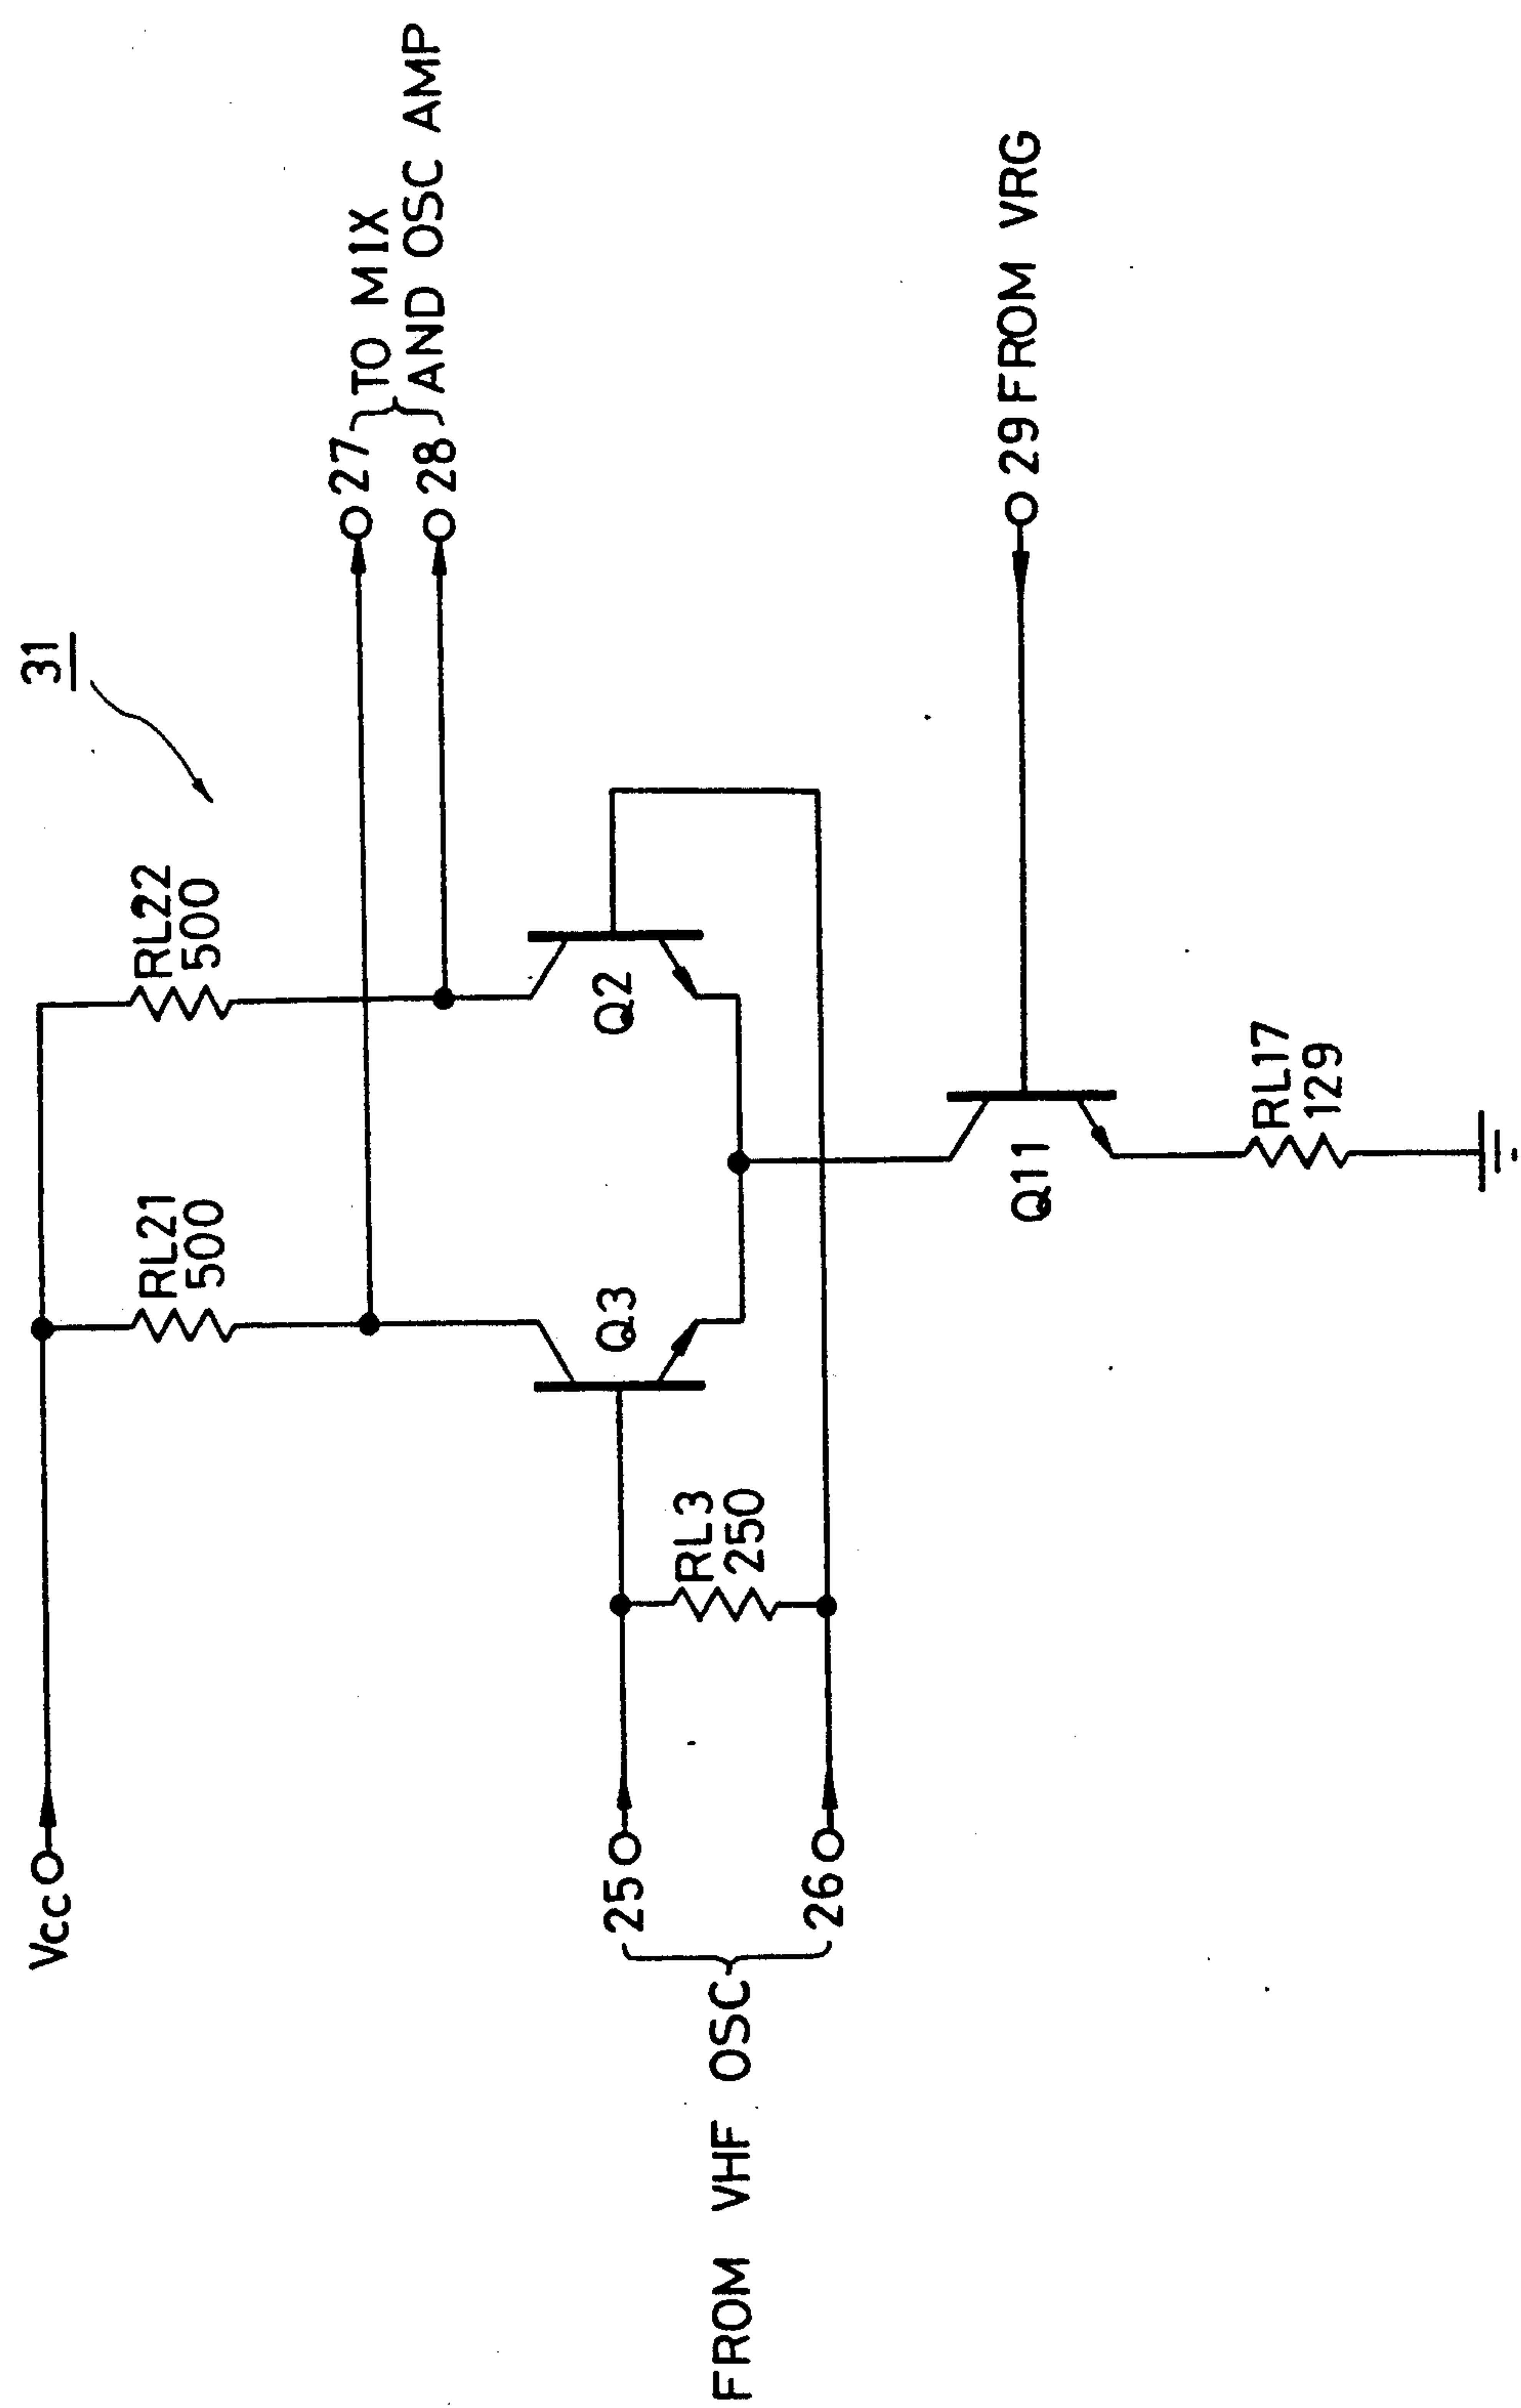 31
Vcc
RL21
500
RL22
500
27
28
TO MIX
AND OSC AMP
Q3
Q2
25
26
FROM VHF OSC
RL3
250
Q11
29 FROM VRG
RL17
129